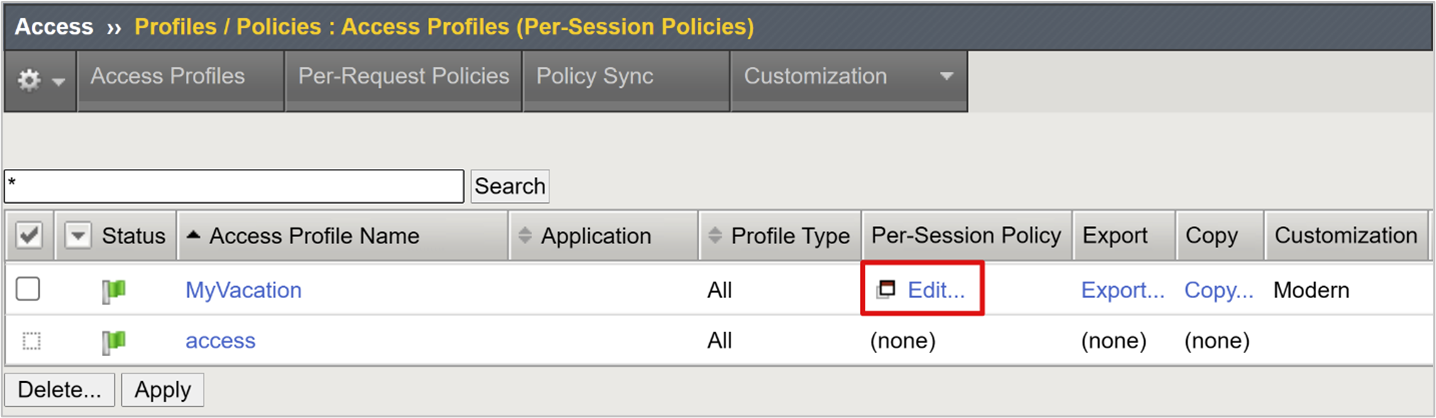 Access ›› Profiles / Policies : Access Profiles (Per-Session Policies)
Access Profiles Per-Request Policies Policy Sync Customization
* Search
Status Access Profile Name Application Profile Type Per-Session Policy Export Copy Customization
MyVacation All Edit... Export... Copy... Modern
access All (none) (none) (none)
Delete... Apply